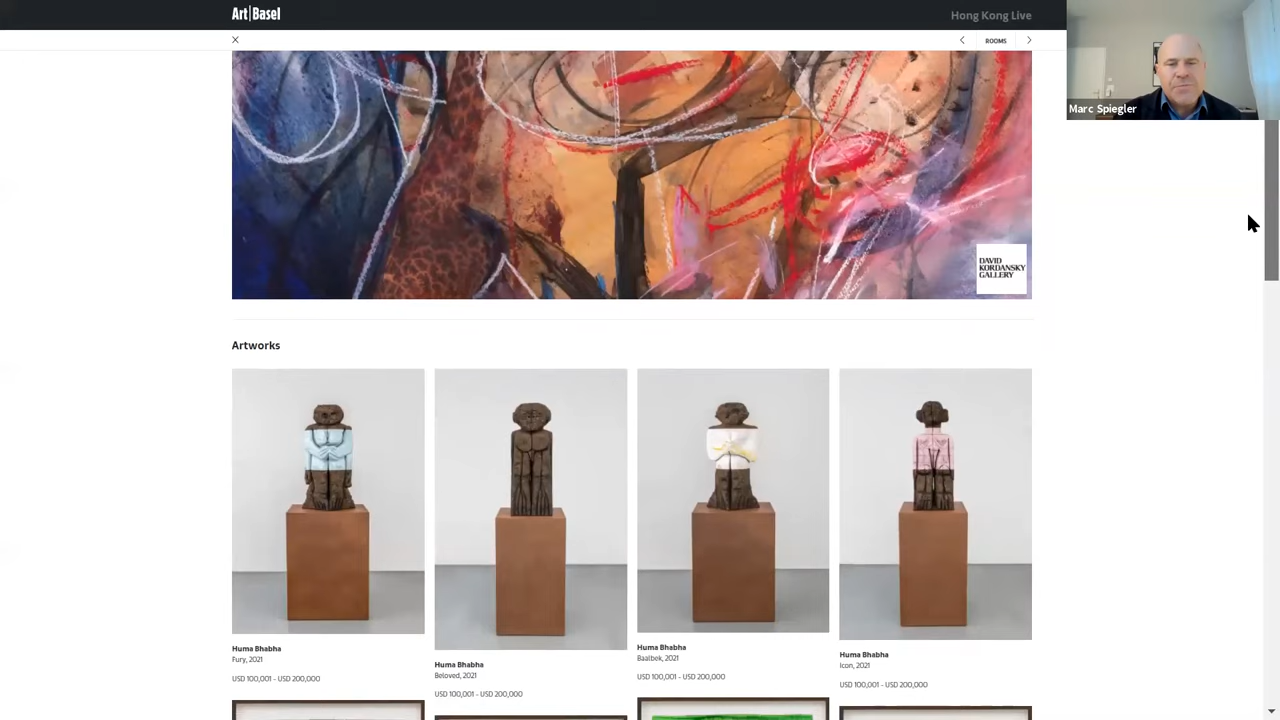 Art Basel
Hong Kong Live
ROOMS
Marc Spiegler
DAVID
KORDANSKY
GALLERY
Artworks
Huma Bhabha
Fury, 2021
USD 100,001 - USD 200,000
Huma Bhabha
Beloved, 2021
USD 100,001 - USD 200,000
Huma Bhabha
Baalbek, 2021
USD 100,001 - USD 200,000
Huma Bhabha
Icon, 2021
USD 100,001 - USD 200,000